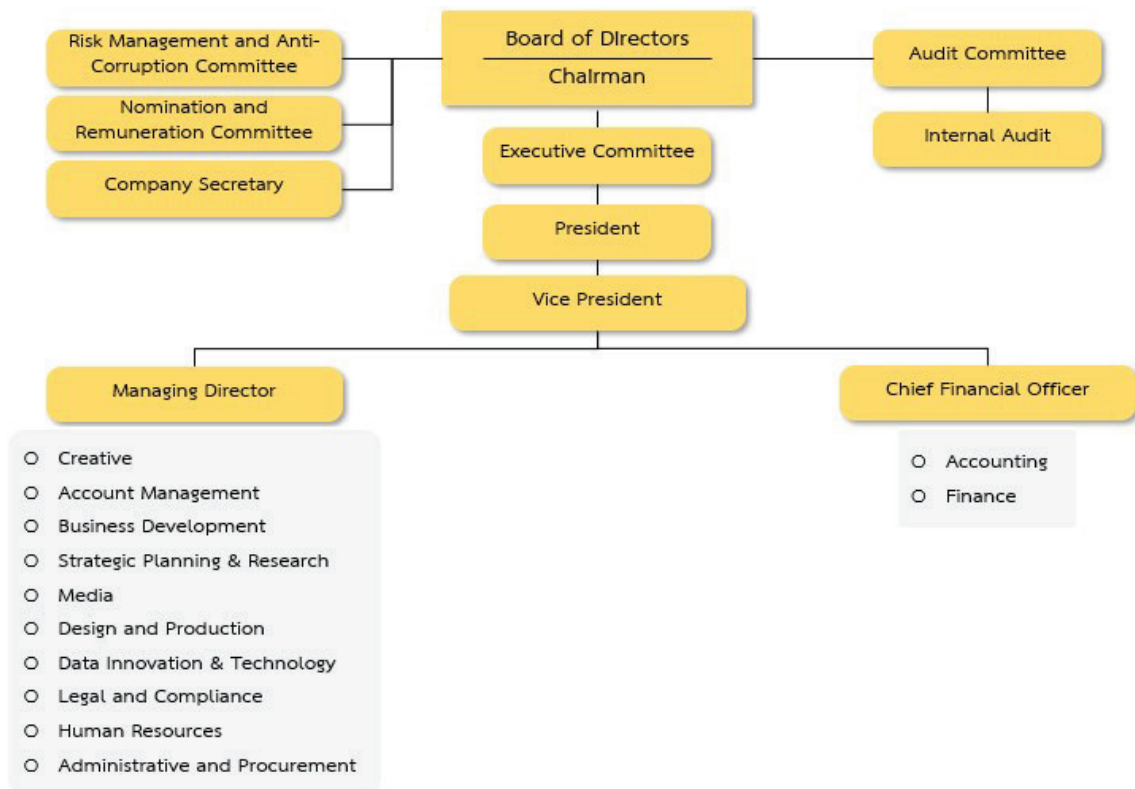 Risk Management and Anti-
Corruption Committee
Nomination and
Remuneration Committee
Company Secretary
Board of Directors
Chairman
Audit Committee
Internal Audit
Executive Committee
President
Vice President
Managing Director
Creative
Account Management
Business Development
Strategic Planning & Research
Media
Design and Production
Data Innovation & Technology
Legal and Compliance
Human Resources
Administrative and Procurement
Chief Financial Officer
Accounting
Finance